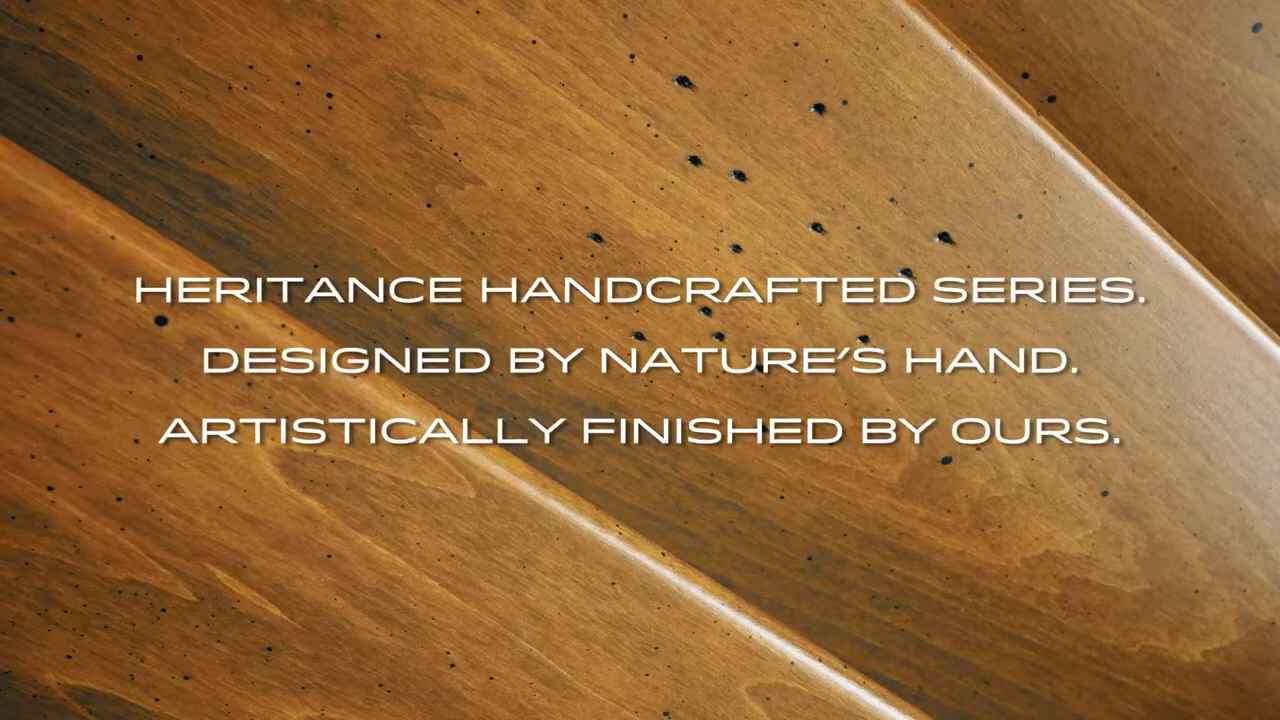 HERITANCE HANDCRAFTED SERIES.
DESIGNED BY NATURE’S HAND.
ARTISTICALLY FINISHED BY OURS.